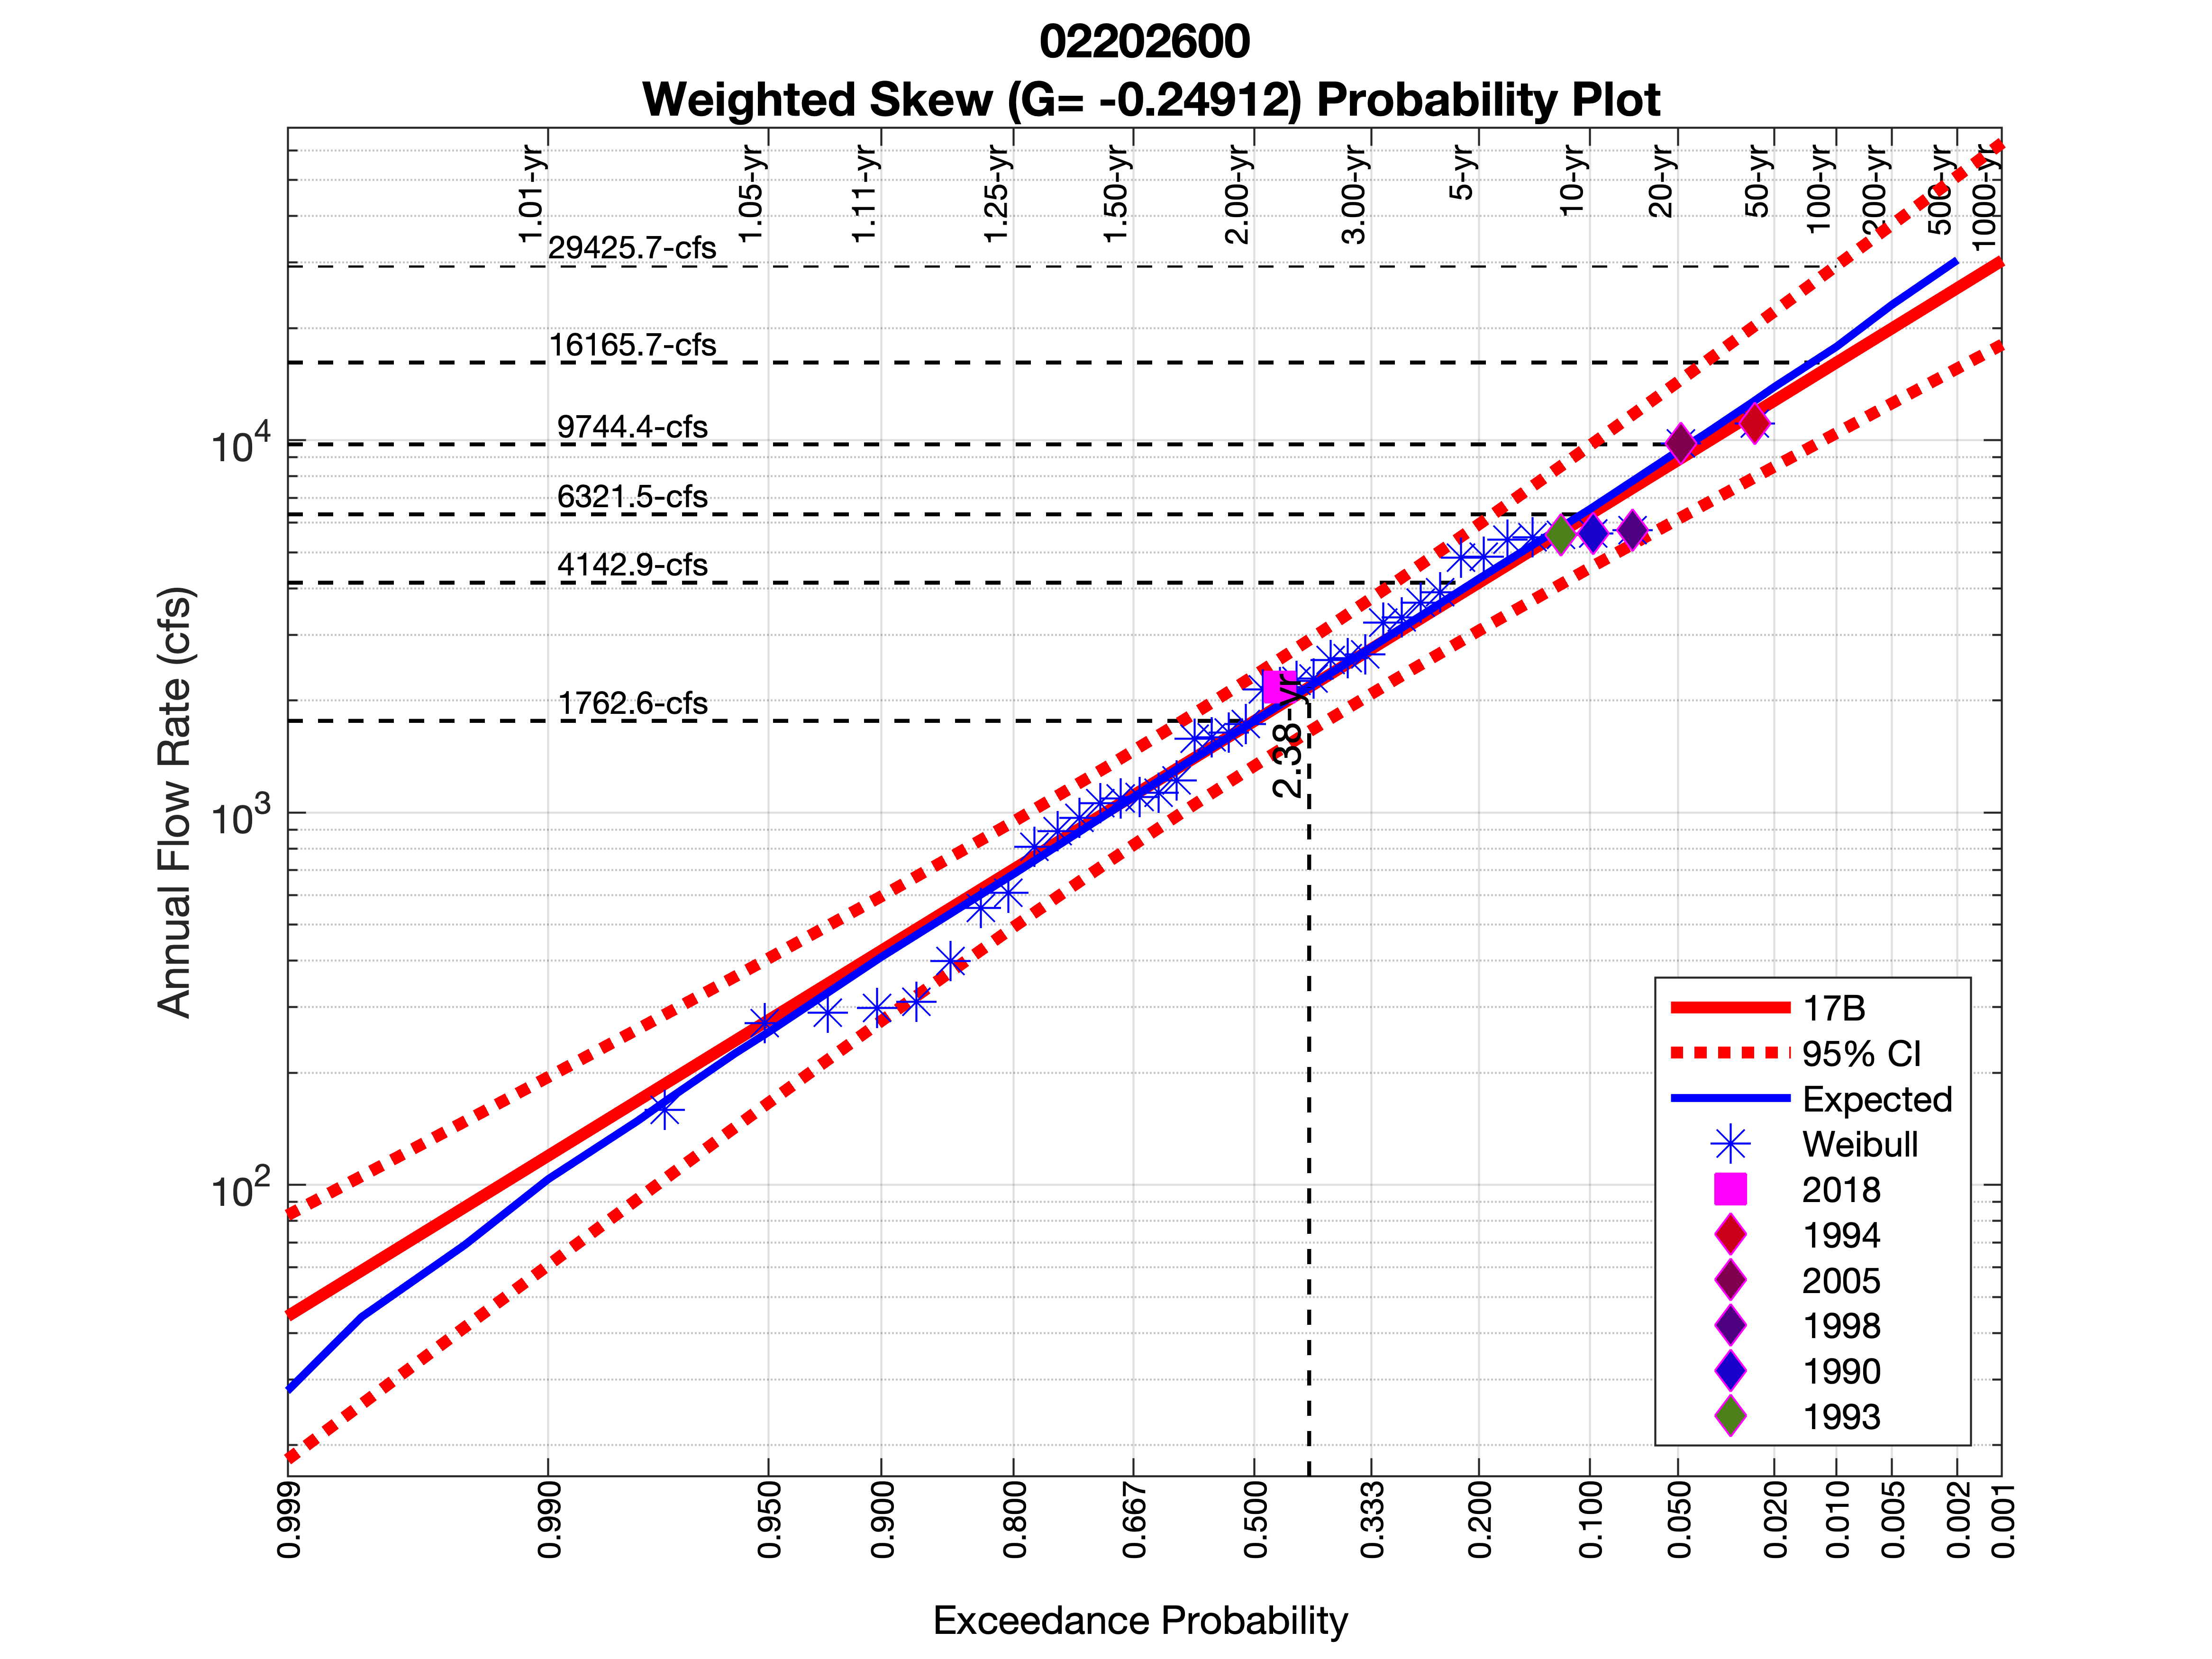 02202600
Weighted Skew (G= -0.24912) Probability Plot
1.01-yr
1.05-yr
1.11-yr
1.25-yr
1.50-yr
2.00-yr
3.00-yr
5-yr
10-yr
20-yr
50-yr
100-yr
200-yr
500-yr
1000-yr
29425.7-cfs
16165.7-cfs
9744.4-cfs
6321.5-cfs
4142.9-cfs
1762.6-cfs
2.38-yr
10⁴
10³
10²
Annual Flow Rate (cfs)
17B
95% CI
Expected
Weibull
2018
1994
2005
1998
1990
1993
0.999
0.990
0.950
0.900
0.800
0.667
0.500
0.333
0.200
0.100
0.050
0.020
0.010
0.005
0.002
0.001
Exceedance Probability